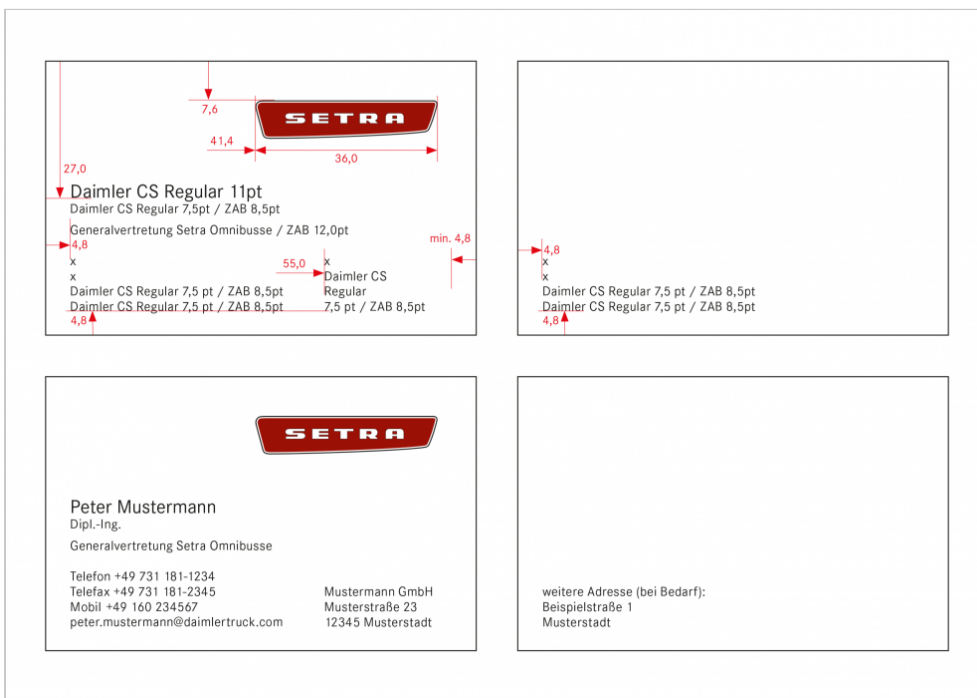 SETRA
7,6
41,4
36,0
27,0
Daimler CS Regular 11pt
Daimler CS Regular 7,5pt / ZAB 8,5pt
Generalvertretung Setra Omnibusse / ZAB 12,0pt
4,8
min. 4,8
x
x
Daimler CS Regular 7,5 pt / ZAB 8,5pt
Daimler CS Regular 7,5 pt / ZAB 8,5pt
4,8
55,0
x
Daimler CS
Regular
7,5 pt / ZAB 8,5pt
4,8
x
x
Daimler CS Regular 7,5 pt / ZAB 8,5pt
Daimler CS Regular 7,5 pt / ZAB 8,5pt
4,8
SETRA
Peter Mustermann
Dipl.-Ing.
Generalvertretung Setra Omnibusse
Telefon +49 731 181-1234
Telefax +49 731 181-2345
Mobil +49 160 234567
peter.mustermann@daimlertruck.com
Mustermann GmbH
Musterstraße 23
12345 Musterstadt
weitere Adresse (bei Bedarf):
Beispielstraße 1
Musterstadt